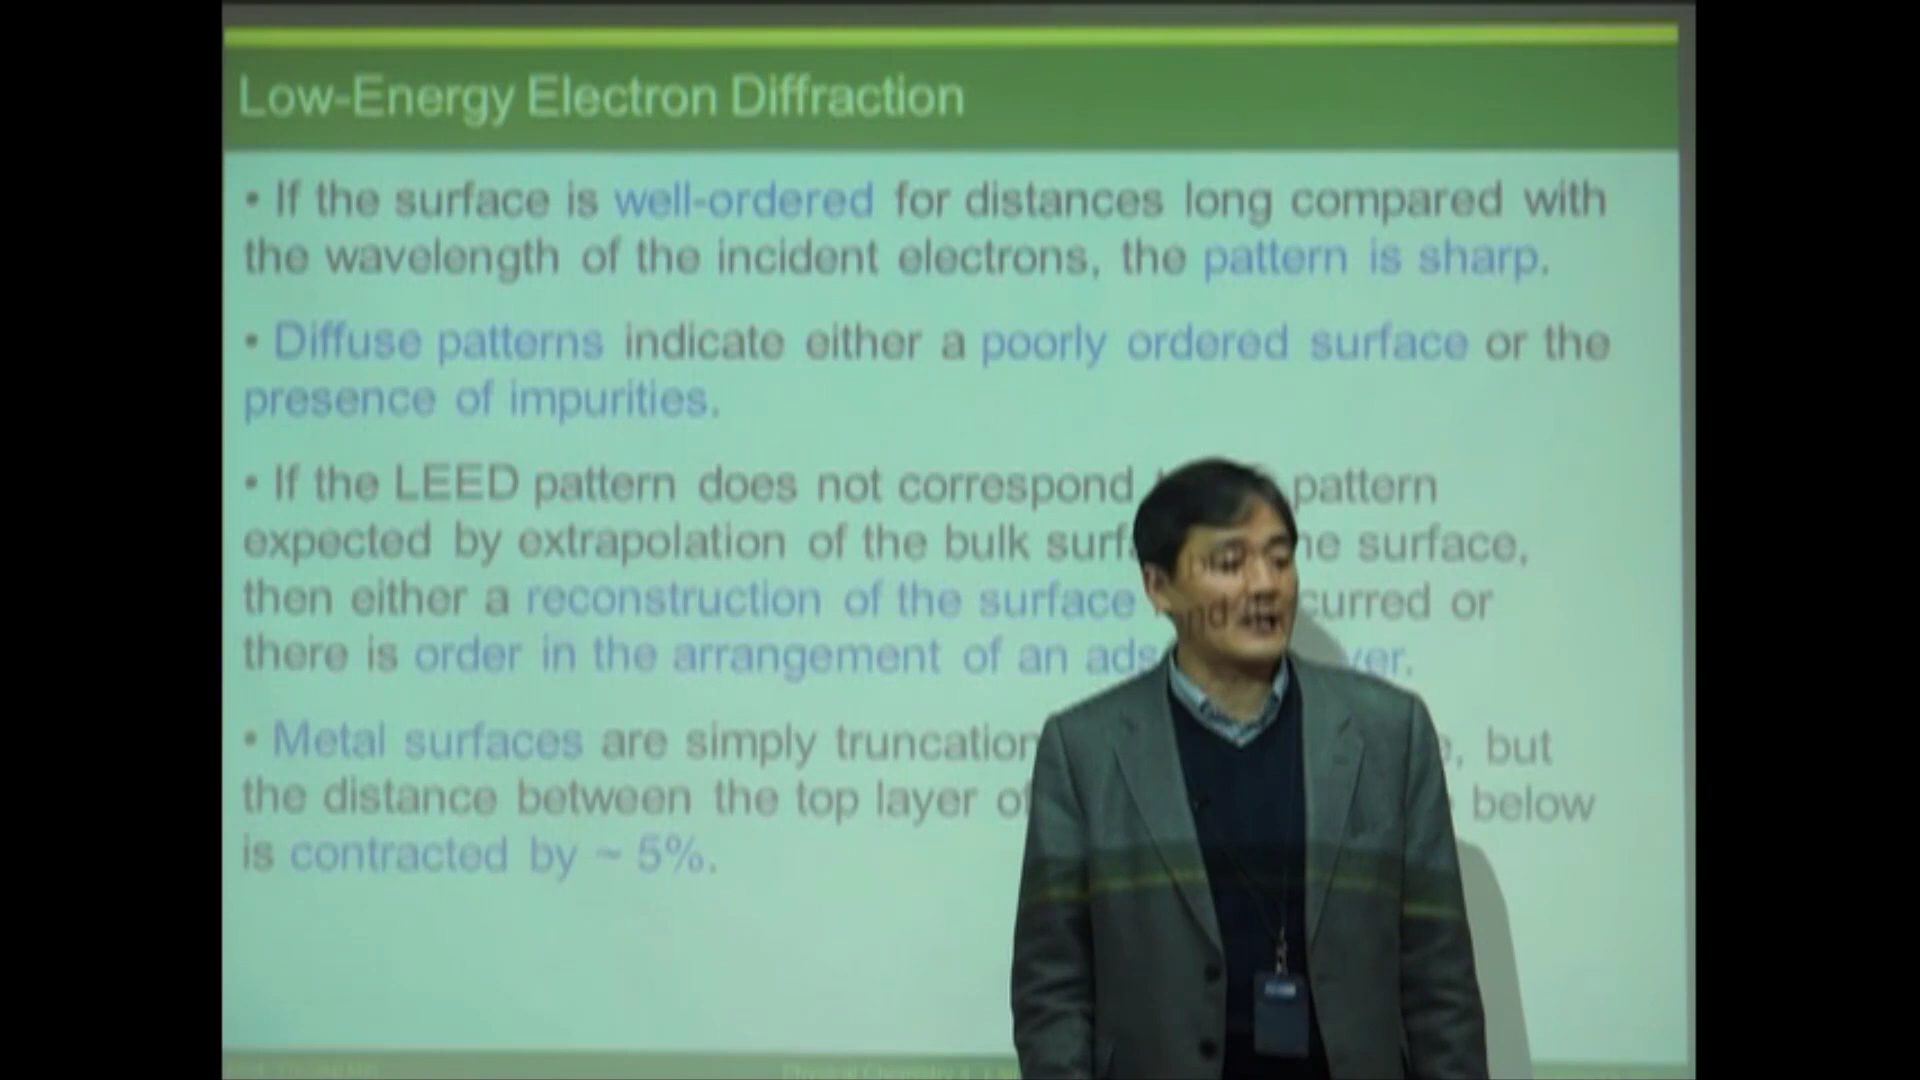 Low-Energy Electron Diffraction
• If the surface is well-ordered for distances long compared with
the wavelength of the incident electrons, the pattern is sharp.
• Diffuse patterns indicate either a poorly ordered surface or the
presence of impurities.
• If the LEED pattern does not correspond pattern
expected by extrapolation of the bulk surface, 
then either a reconstruction of the surface or
there is order in the arrangement of an
• Metal surfaces are simply but
the distance between the top layer below
is contracted by ~ 5%.
Physical Chemistry